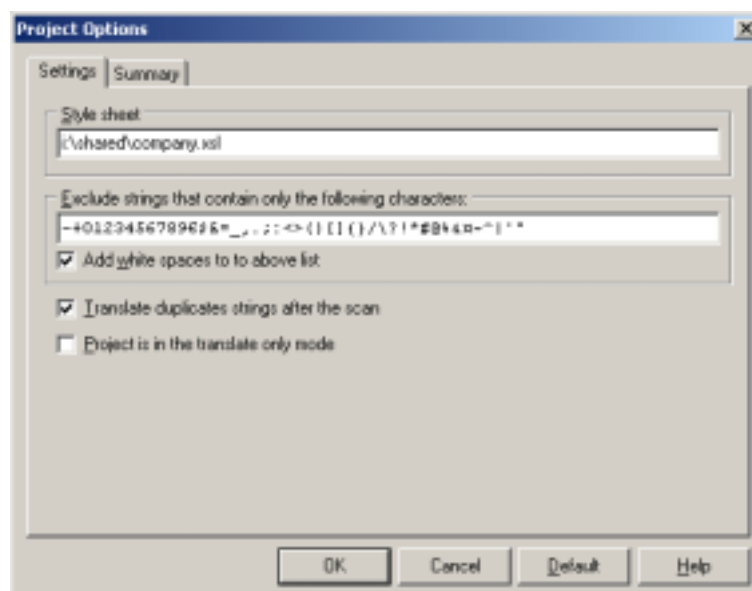 Project Options
Settings Summary
Style sheet
i:\shared\company.xsl
Exclude strings that contain only the following characters:
Add white spaces to to above list
Translate duplicates strings after the scan
Project is in the translate only mode
OK Cancel Default Help